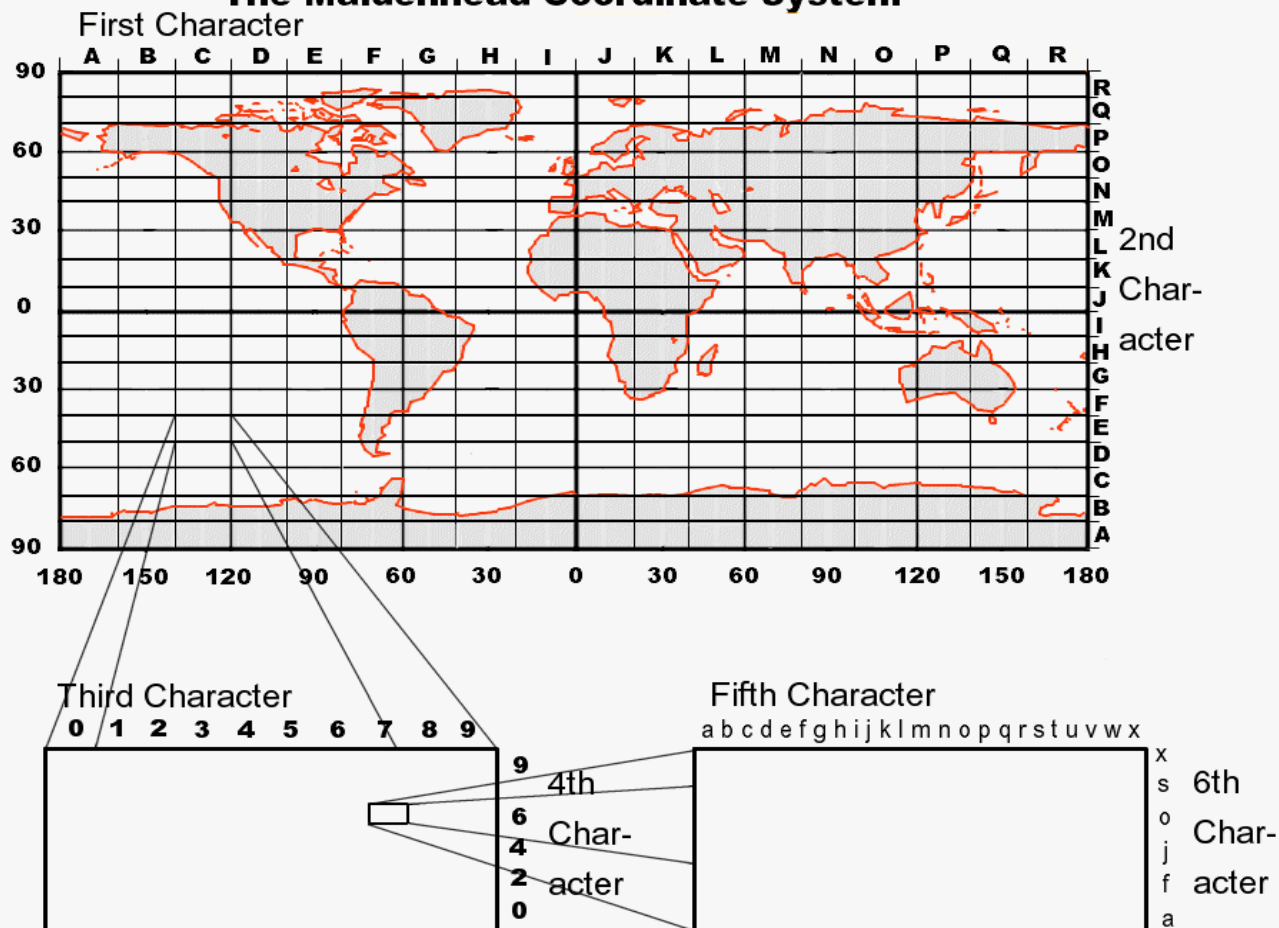 The Maidenhead Coordinate System
First Character
A B C D E F G H I J K L M N O P Q R
90
R
Q
P
60
O
N
M
30
L
2nd
K
Char-
J
0
I
acter
H
G
30
F
E
D
60
C
B
A
90
180 150 120 90 60 30 0 30 60 90 120 150 180
Third Character
0 1 2 3 4 5 6 7 8 9
9
4th
6
Char-
4
2
acter
0
Fifth Character
a b c d e f g h i j k l m n o p q r s t u v w x
x
s
6th
o
Char-
j
f
acter
a